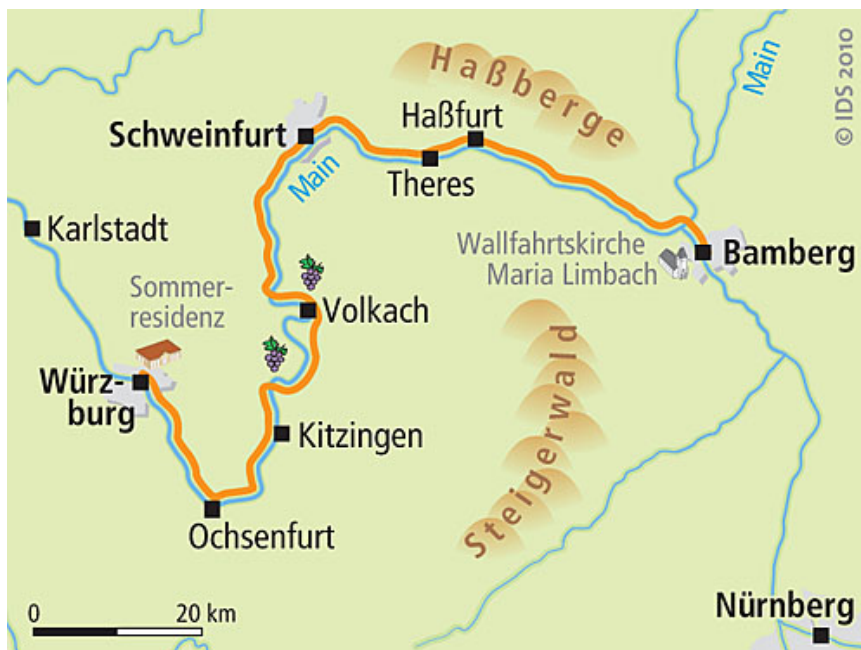 Haßberge
Main
© IDS 2010
Schweinfurt
Haßfurt
Main
Theres
Karlstadt
Wallfahrtskirche
Maria Limbach
Bamberg
Sommer-
residenz
Volkach
Würz-
burg
Kitzingen
Steigerwald
Ochsenfurt
0 20 km
Nürnberg